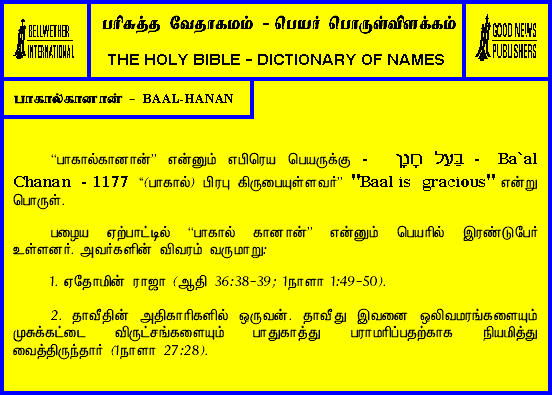 BELLWETHER
INTERNATIONAL
பரிசுத்த வேதாகமம் - பெயர் பொருள்விளக்கம்
THE HOLY BIBLE - DICTIONARY OF NAMES
GOOD NEWS
PUBLISHERS
பாகால்கானான் - BAAL-HANAN
“பாகால்கானான்” என்னும் எபிரெய பெயருக்கு - בַּעַל חָנָן - Ba`al
Chanan - 1177 “(பாகால்) பிரபு கிருபையுள்ளவர்” "Baal is gracious" என்று
பொருள்.
பழைய ஏற்பாட்டில் “பாகால் கானான்” என்னும் பெயரில் இரண்டுபேர்
உள்ளனர். அவர்களின் விவரம் வருமாறு:
1. ஏதோமின் ராஜா (ஆதி 36:38-39; 1நாளா 1:49-50).
2. தாவீதின் அதிகாரிகளில் ஒருவன். தாவீது இவனை ஒலிவமரங்களையும்
முசுக்கட்டை விருட்சங்களையும் பாதுகாத்து பராமரிப்பதற்காக நியமித்து
வைத்திருந்தார் (1நாளா 27:28).